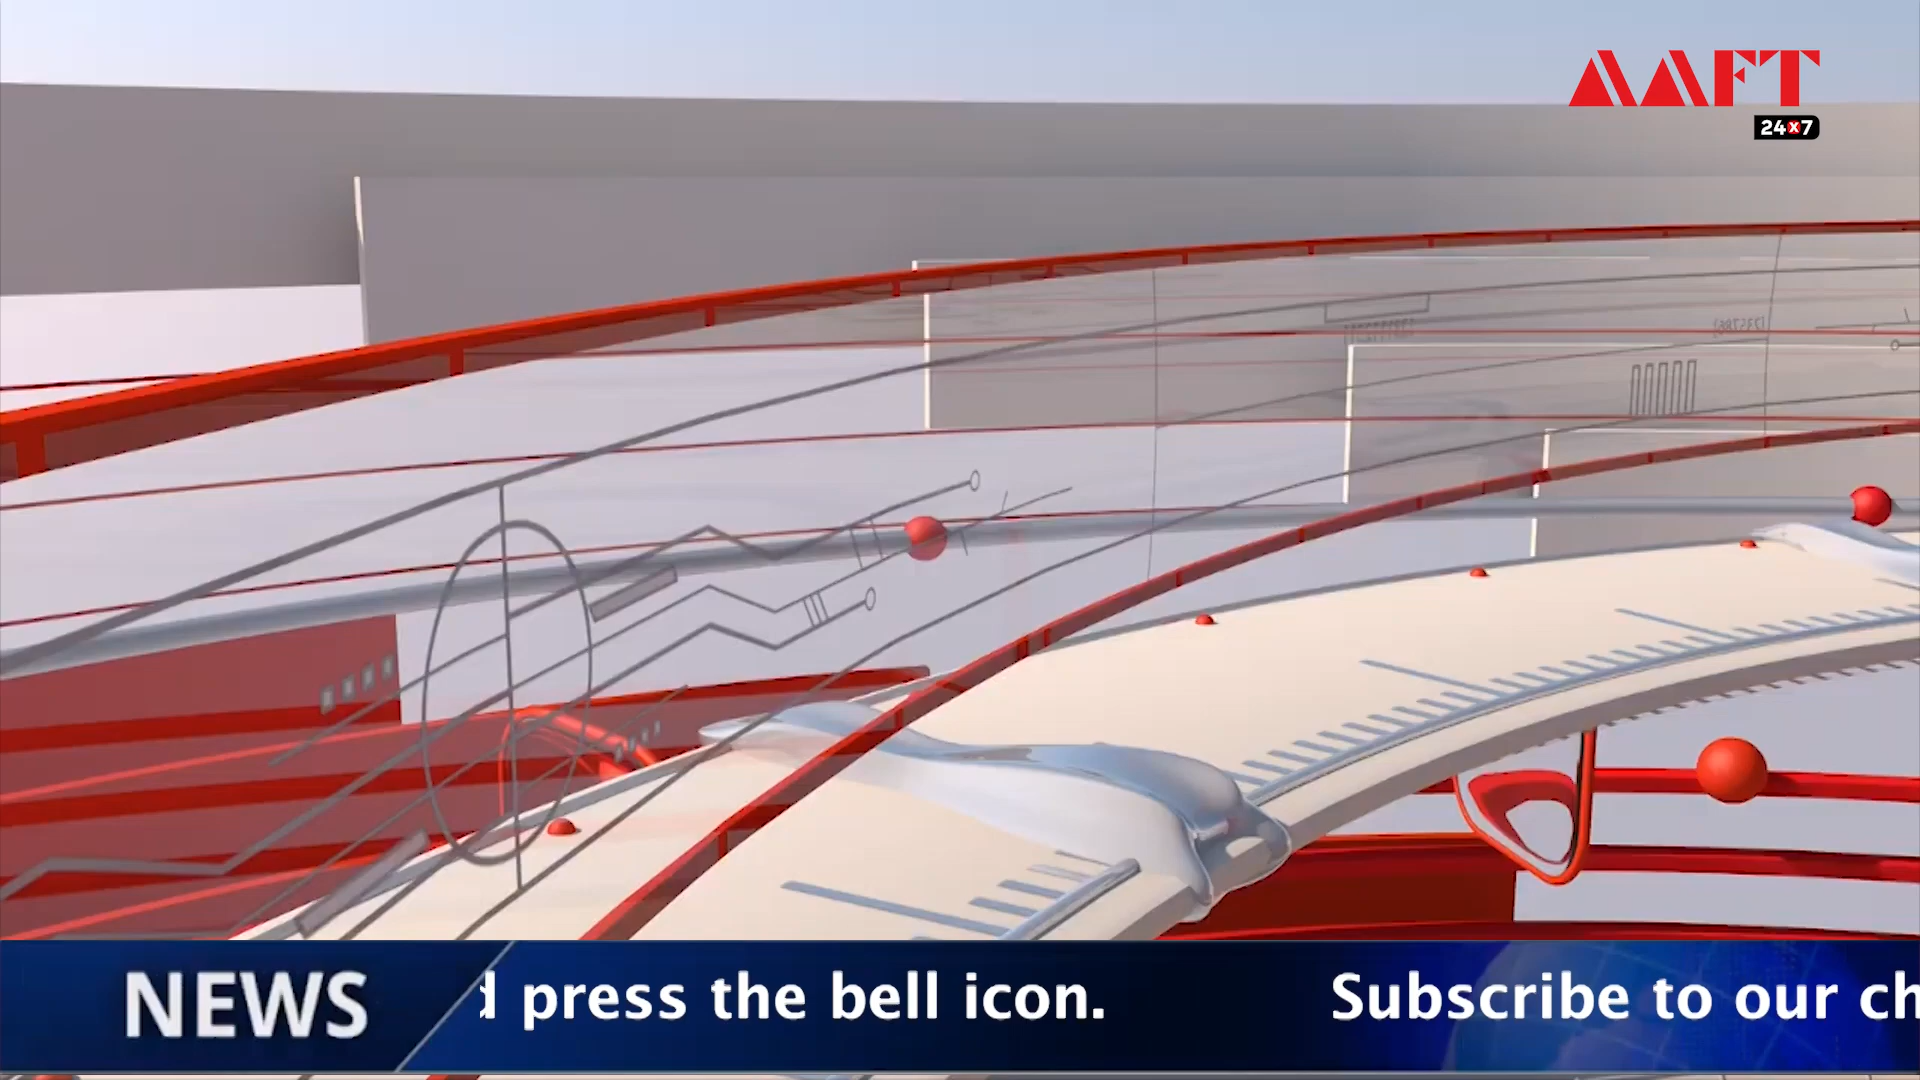 AAFT
24x7
NEWS
d press the bell icon.
Subscribe to our ch